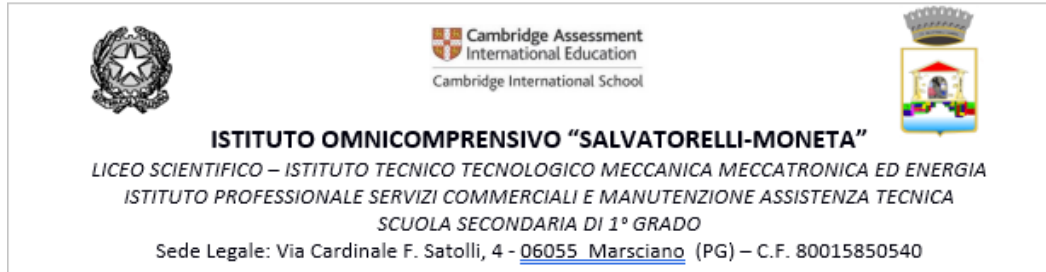 Cambridge Assessment
International Education
Cambridge International School
ISTITUTO OMNICOMPRENSIVO “SALVATORELLI-MONETA”
LICEO SCIENTIFICO – ISTITUTO TECNICO TECNOLOGICO MECCANICA MECCATRONICA ED ENERGIA
ISTITUTO PROFESSIONALE SERVIZI COMMERCIALI E MANUTENZIONE ASSISTENZA TECNICA
SCUOLA SECONDARIA DI 1° GRADO
Sede Legale: Via Cardinale F. Satolli, 4 - 06055 Marsciano (PG) – C.F. 80015850540